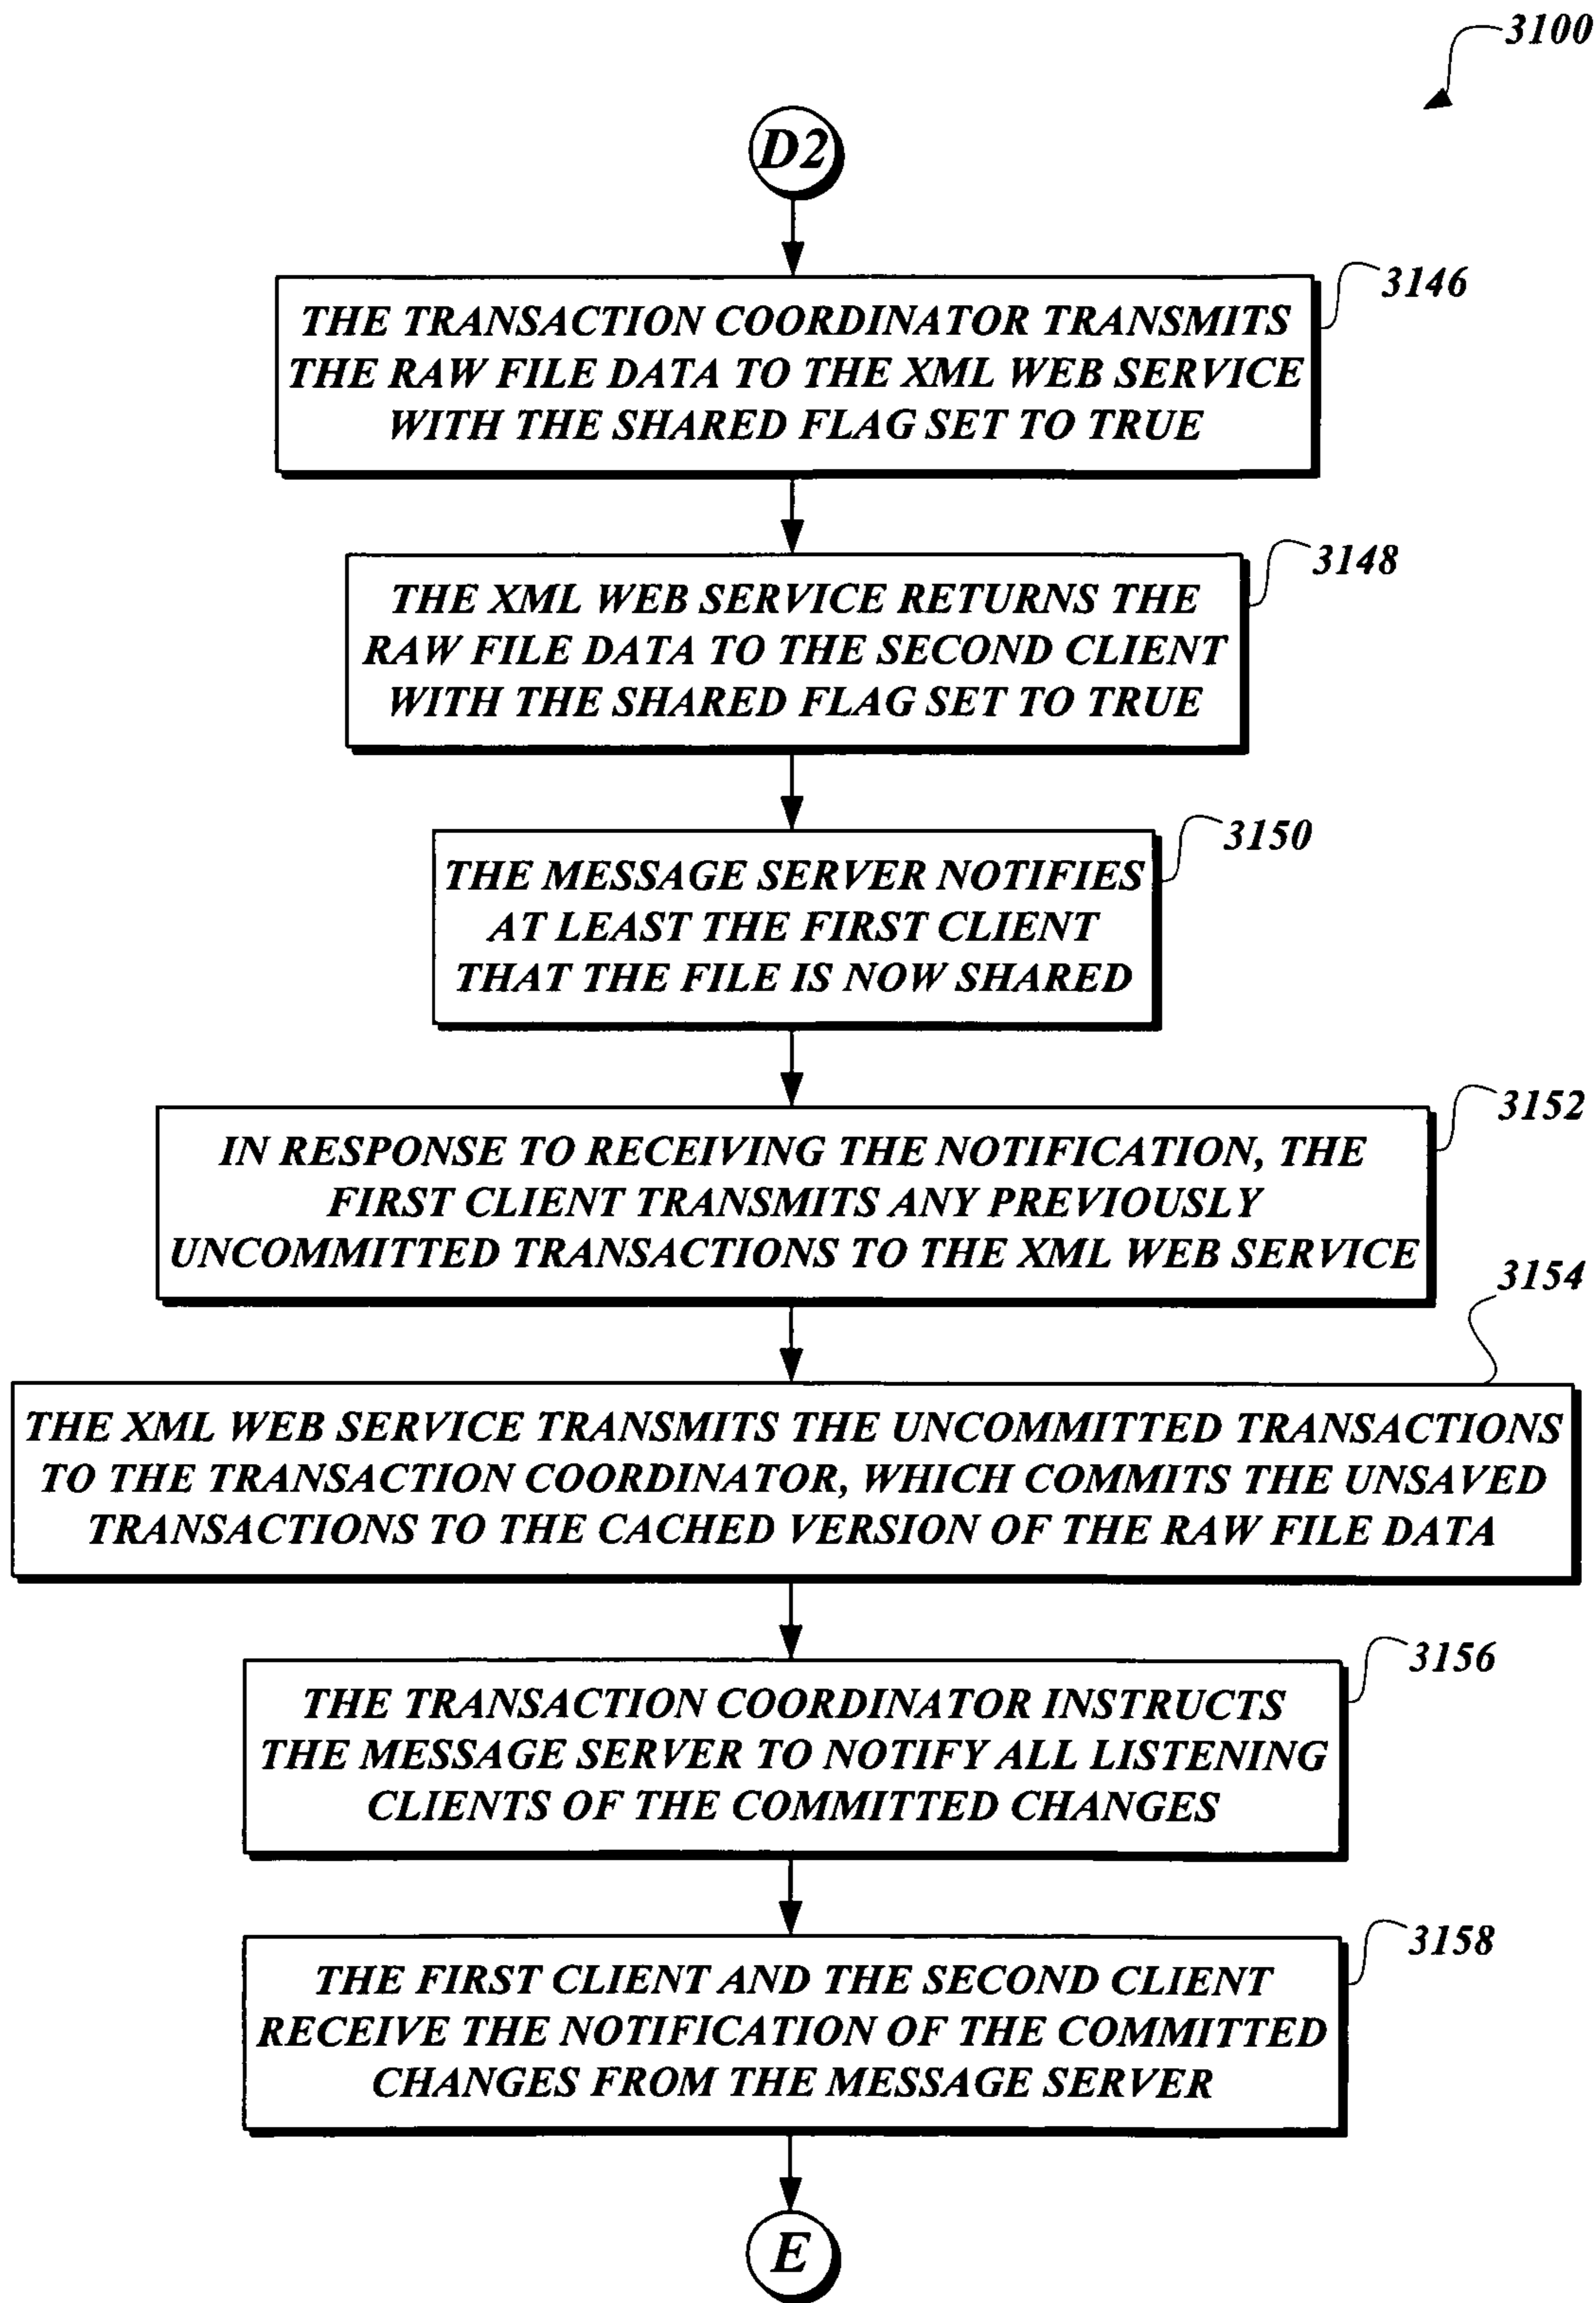 3100
D2
3146
THE TRANSACTION COORDINATOR TRANSMITS
THE RAW FILE DATA TO THE XML WEB SERVICE
WITH THE SHARED FLAG SET TO TRUE
3148
THE XML WEB SERVICE RETURNS THE
RAW FILE DATA TO THE SECOND CLIENT
WITH THE SHARED FLAG SET TO TRUE
3150
THE MESSAGE SERVER NOTIFIES
AT LEAST THE FIRST CLIENT
THAT THE FILE IS NOW SHARED
3152
IN RESPONSE TO RECEIVING THE NOTIFICATION, THE
FIRST CLIENT TRANSMITS ANY PREVIOUSLY
UNCOMMITTED TRANSACTIONS TO THE XML WEB SERVICE
3154
THE XML WEB SERVICE TRANSMITS THE UNCOMMITTED TRANSACTIONS
TO THE TRANSACTION COORDINATOR, WHICH COMMITS THE UNSAVED
TRANSACTIONS TO THE CACHED VERSION OF THE RAW FILE DATA
3156
THE TRANSACTION COORDINATOR INSTRUCTS
THE MESSAGE SERVER TO NOTIFY ALL LISTENING
CLIENTS OF THE COMMITTED CHANGES
3158
THE FIRST CLIENT AND THE SECOND CLIENT
RECEIVE THE NOTIFICATION OF THE COMMITTED
CHANGES FROM THE MESSAGE SERVER
E